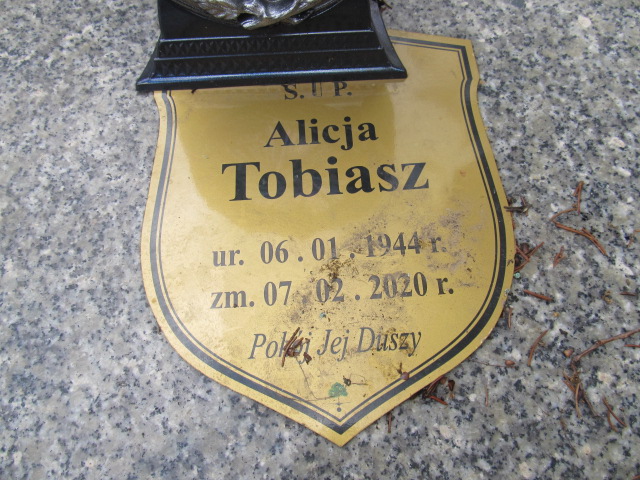 Ś. U P.
Alicja
Tobiasz
ur. 06 . 01 . 1944 r.
zm. 07 . 02 . 2020 r.
Pokój Jej Duszy